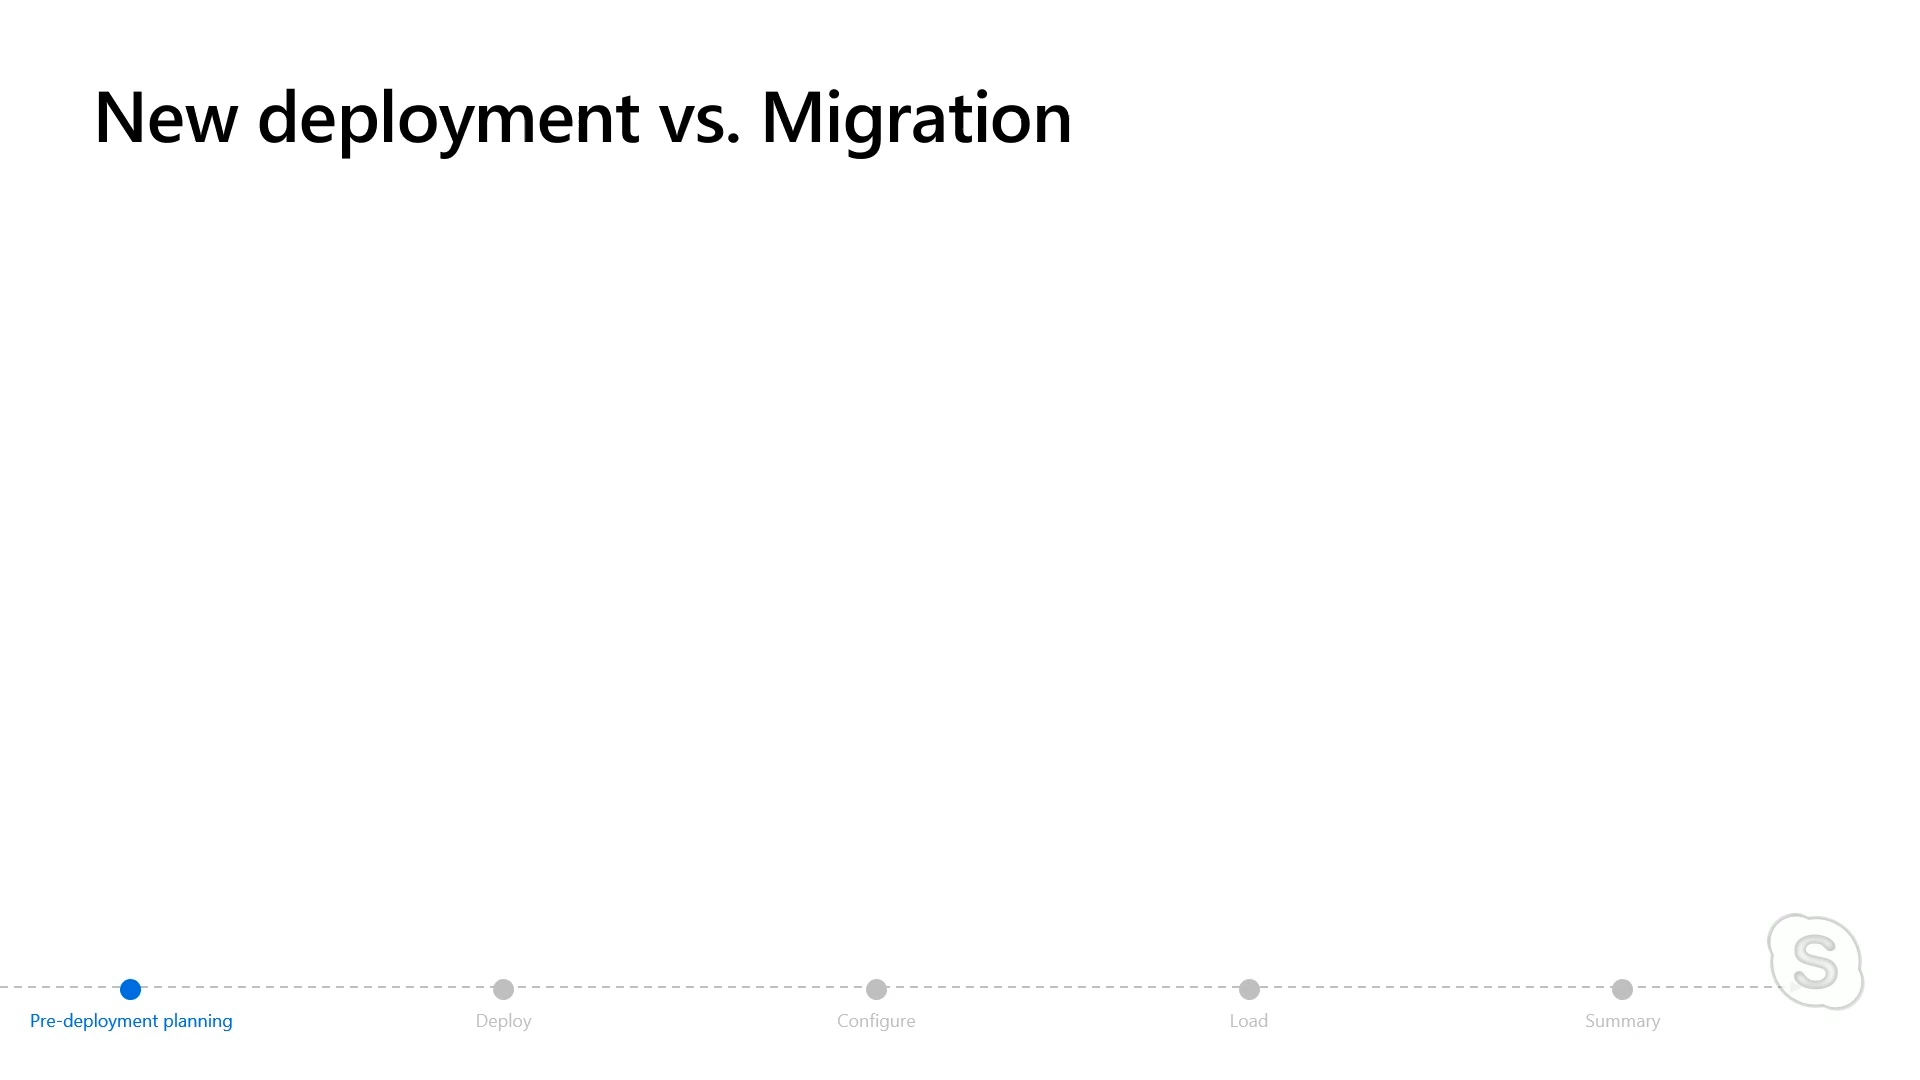 New deployment vs. Migration
S
Pre-deployment planning
Deploy
Configure
Load
Summary